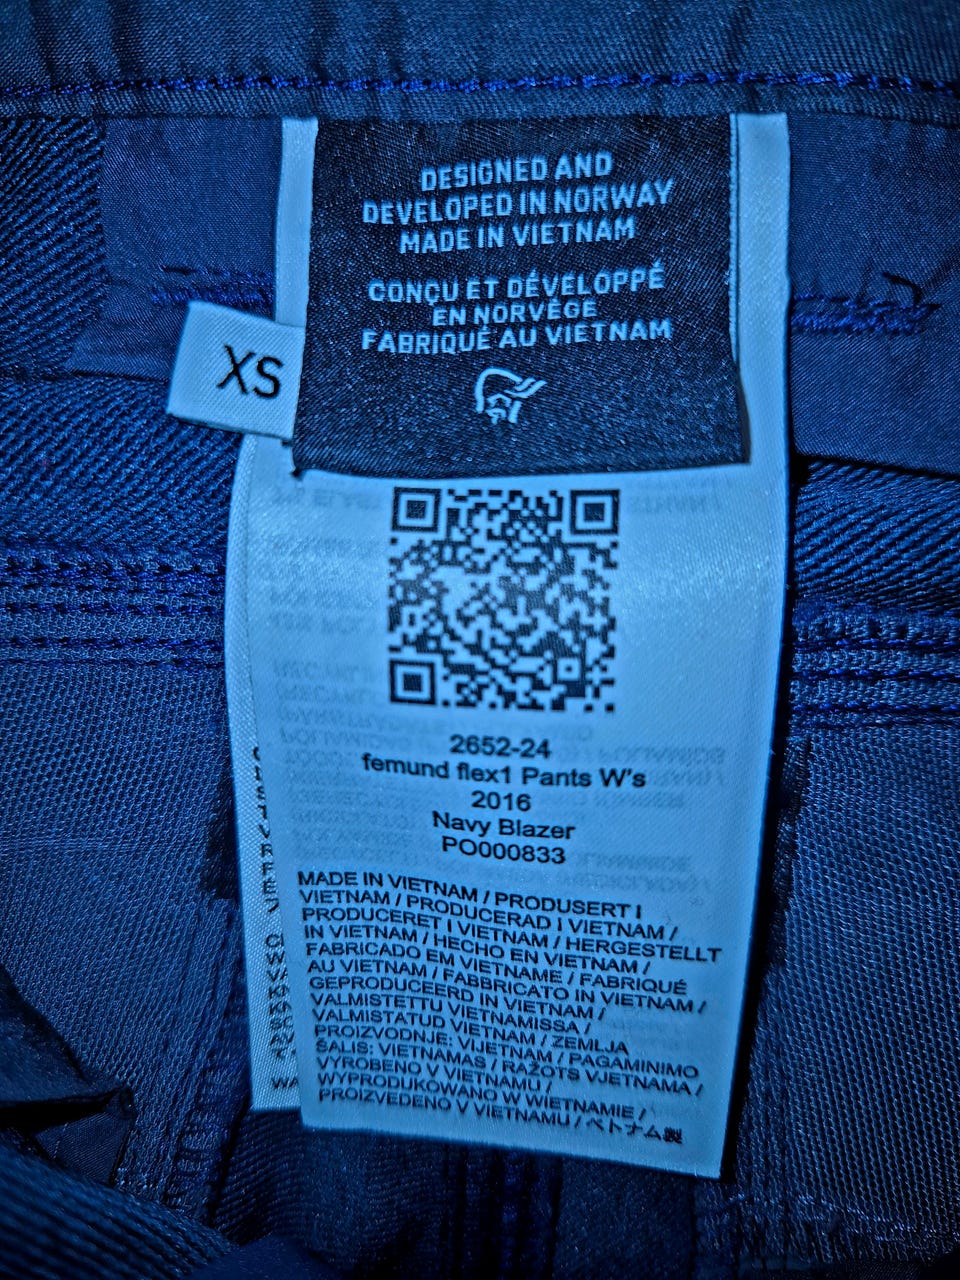 DESIGNED AND
DEVELOPED IN NORWAY
MADE IN VIETNAM
CONÇU ET DÉVELOPPÉ
EN NORVÈGE
FABRIQUÉ AU VIETNAM
XS
2652-24
femund flex1 Pants W's
2016
Navy Blazer
PO000833
MADE IN VIETNAM / PRODUSERT I
VIETNAM / PRODUCERAD I VIETNAM /
PRODUCERET I VIETNAM / HERGESTELLT
IN VIETNAM / HECHO EN VIETNAM /
FABRICADO EM VIETNAME / FABRIQUÉ
AU VIETNAM / FABBRICATO IN VIETNAM /
GEPRODUCEERD IN VIETNAM /
VALMISTETTU VIETNAMISSA /
VALMISTATUD VIETNAM / ZEMLJA
PROIZVODNJE: VIJETNAM / PAGAMINIMO
ŠALIS: VIETNAMAS / RAŽOTS VJETNAMA /
VYROBENO V VIETNAMU /
WYPRODUKOWANO W WIETNAMIE /
PROIZVEDENO V VIETNAMU / ベトナム製
WA